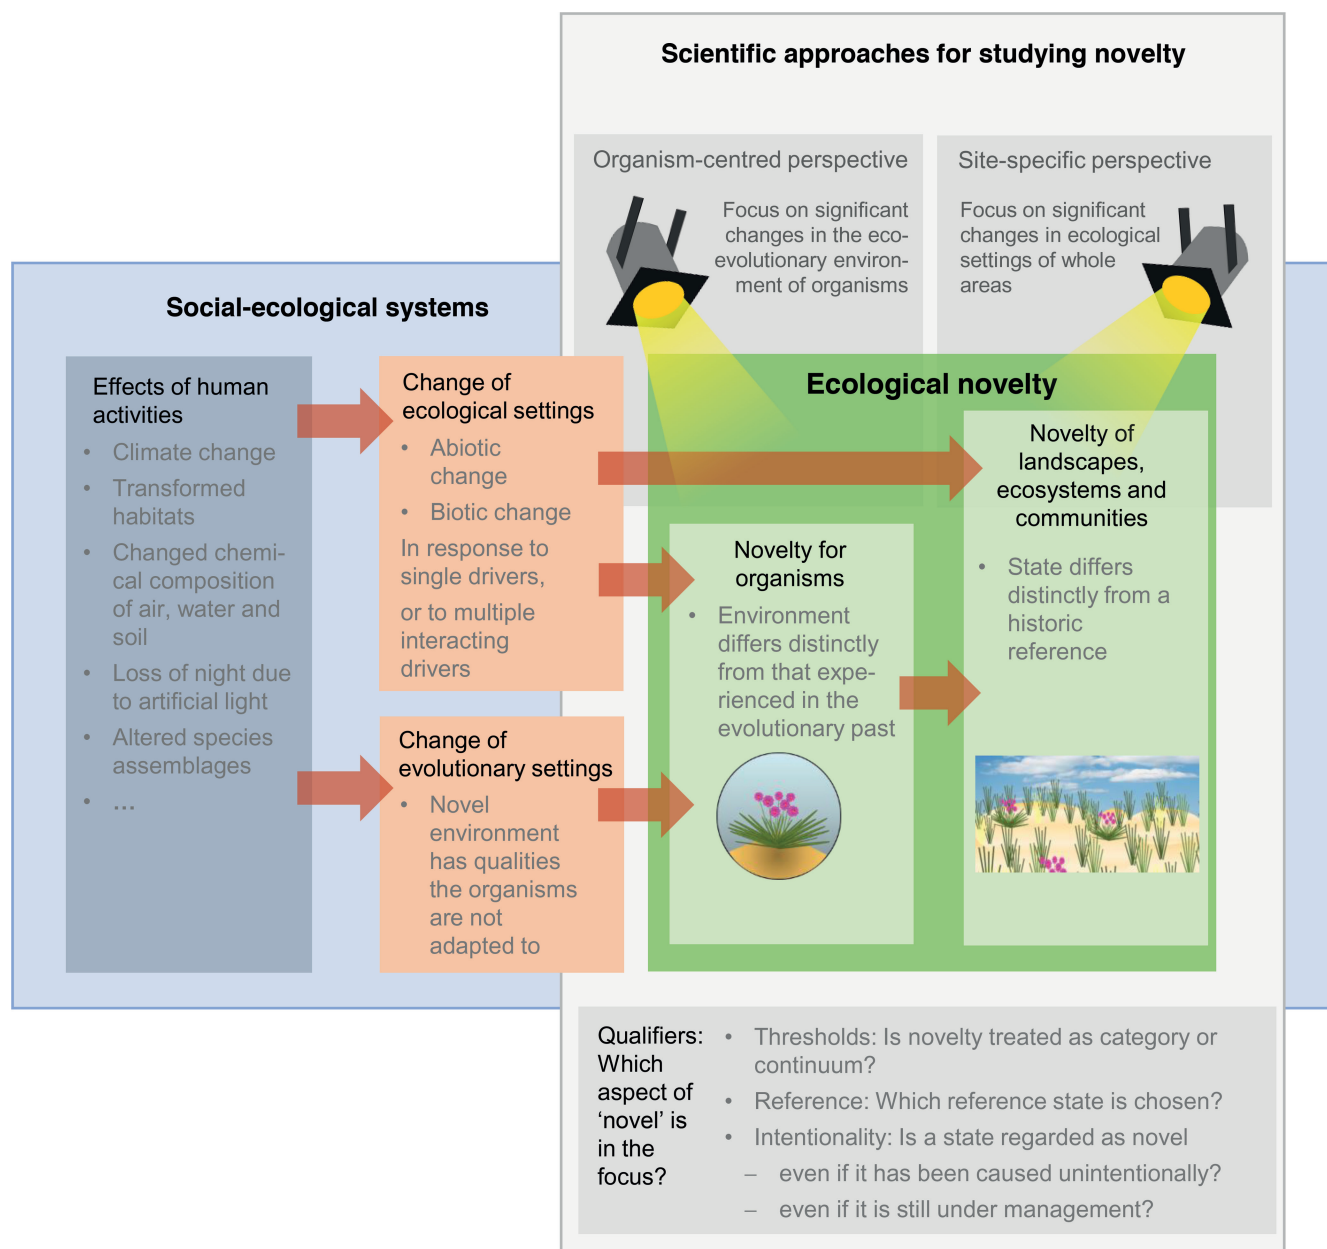 Scientific approaches for studying novelty
Organism-centred perspective
Focus on significant
changes in the eco-
evolutionary environ-
ment of organisms
Site-specific perspective
Focus on significant
changes in ecological
settings of whole
areas
Social-ecological systems
Effects of human
activities
• Climate change
• Transformed
habitats
• Changed chemi-
cal composition
of air, water and
soil
• Loss of night due
to artificial light
• Altered species
assemblages
• ...
Change of
ecological settings
• Abiotic
change
• Biotic change
In response to
single drivers,
or to multiple
interacting
drivers
Change of
evolutionary settings
• Novel
environment
has qualities
the organisms
are not
adapted to
Ecological novelty
Novelty for
organisms
• Environment
differs distinctly
from that expe-
rienced in the
evolutionary past
Novelty of
landscapes,
ecosystems and
communities
• State differs
distinctly from a
historic
reference
Qualifiers:
Which
aspect of
‘novel’ is
in the
focus?
• Thresholds: Is novelty treated as category or
continuum?
• Reference: Which reference state is chosen?
• Intentionality: Is a state regarded as novel
– even if it has been caused unintentionally?
– even if it is still under management?